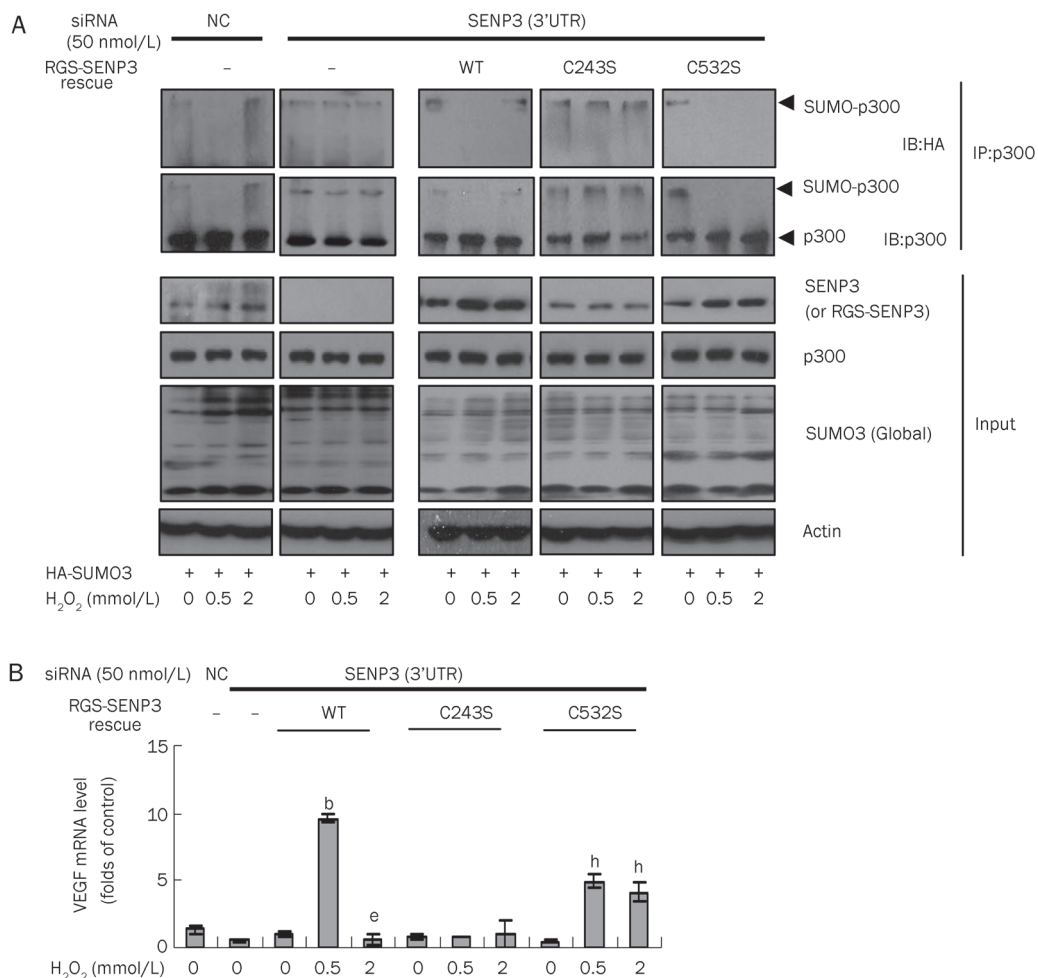 A
siRNA NC SENP3 (3'UTR)
(50 nmol/L)
RGS-SENP3 – – WT C243S C532S
rescue
SUMO-p300
IB:HA
IP:p300
SUMO-p300
p300 IB:p300
SENP3
(or RGS-SENP3)
p300
SUMO3 (Global)
Input
Actin
HA-SUMO3 + + + + + + + + + + + + + + +
H₂O₂ (mmol/L) 0 0.5 2 0 0.5 2 0 0.5 2 0 0.5 2 0 0.5 2
B
siRNA (50 nmol/L) NC SENP3 (3'UTR)
RGS-SENP3
rescue – – WT C243S C532S
VEGF mRNA level
(folds of control)
15
10
5
0
b
e
h
h
H₂O₂ (mmol/L) 0 0 0 0.5 2 0 0.5 2 0 0.5 2